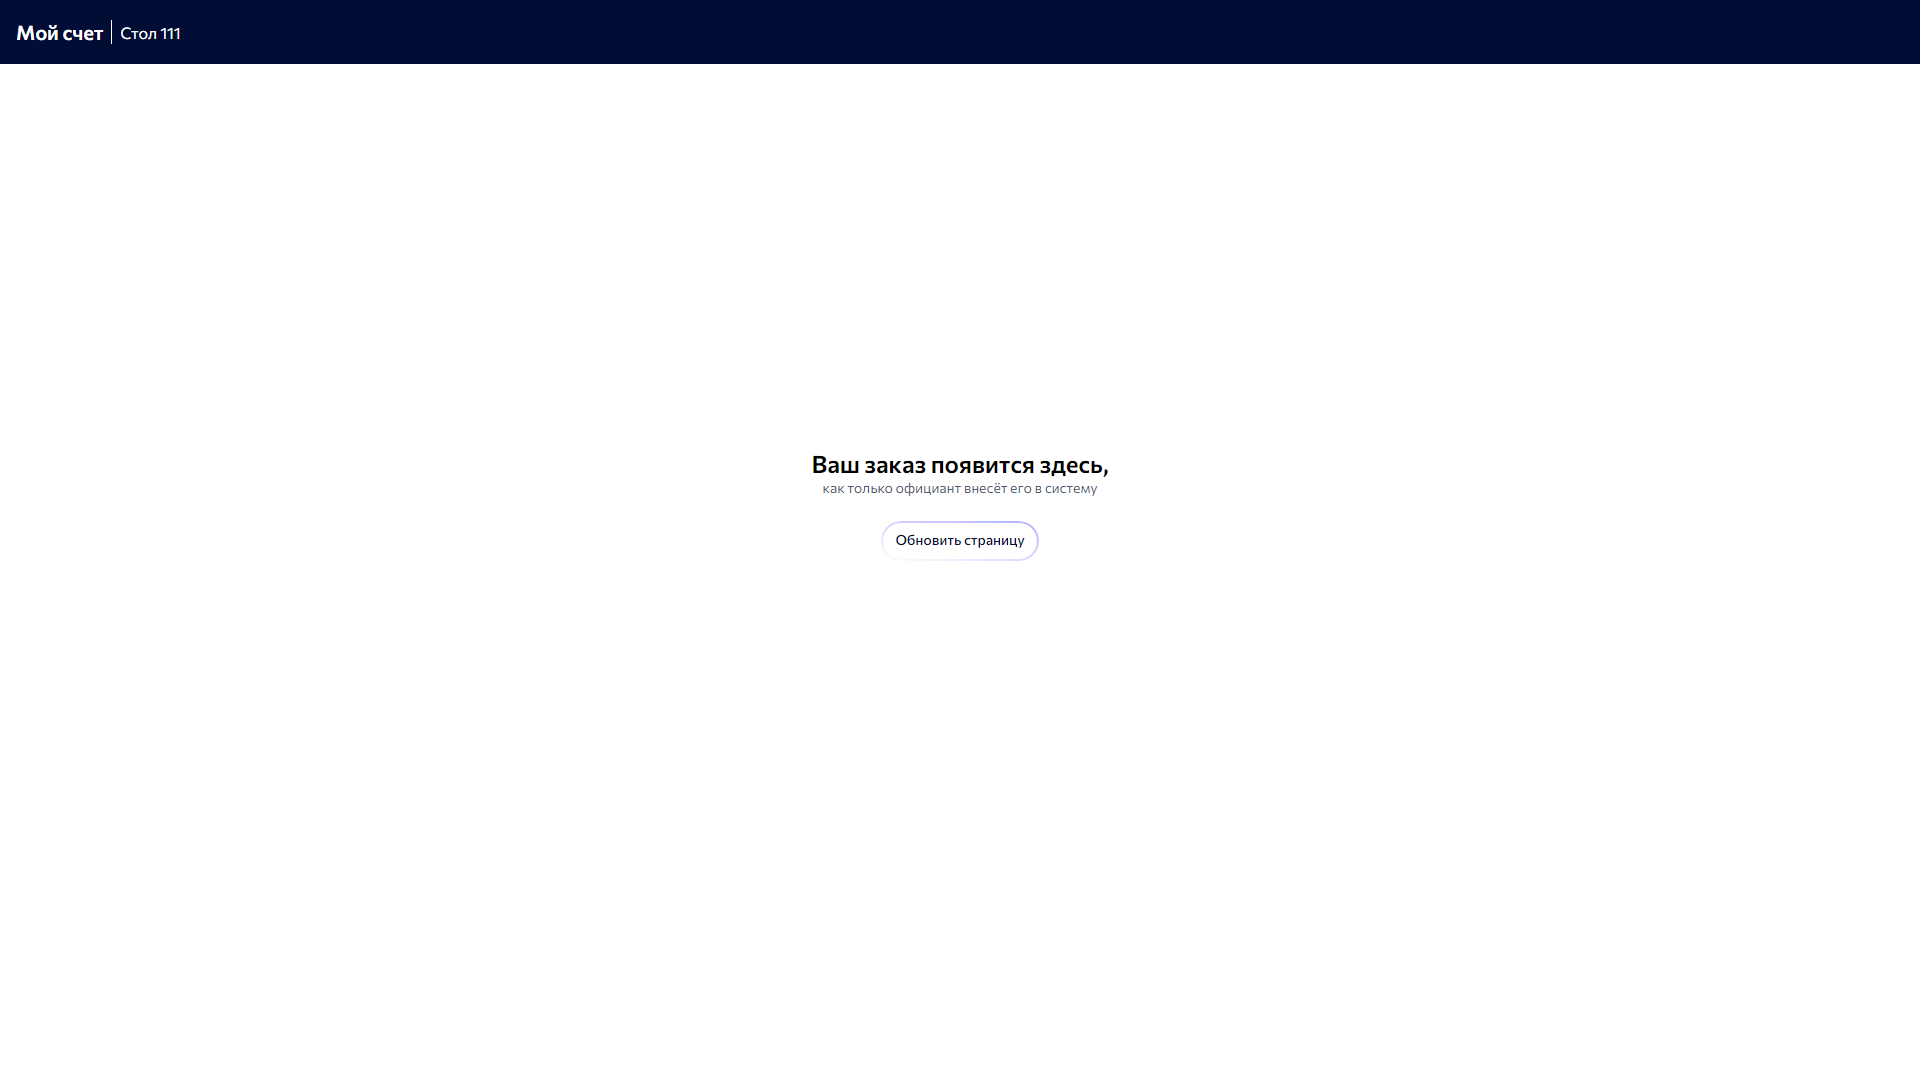 Мой счет
Стол 111
Ваш заказ появится здесь,
как только официант внесёт его в систему
Обновить страницу